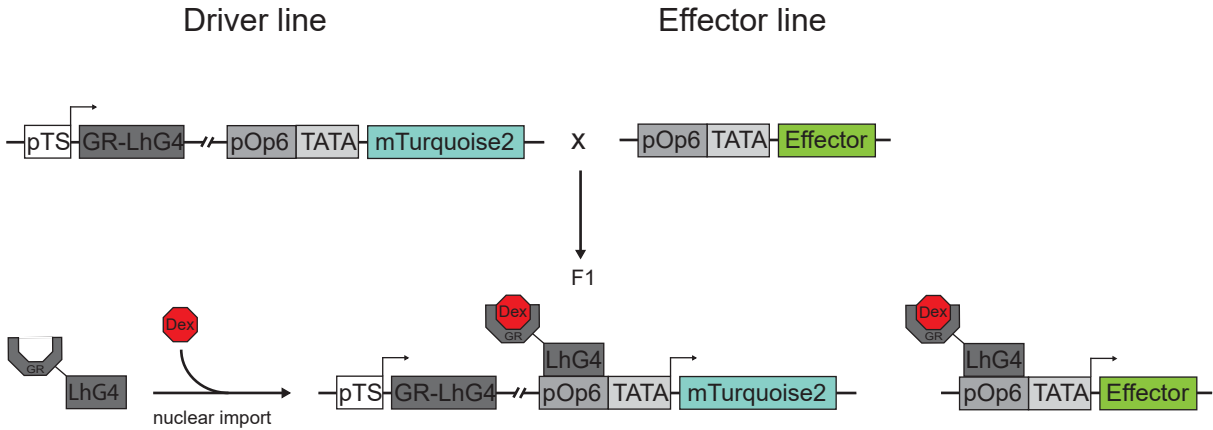 Driver line
Effector line
pTS GR-LhG4 pOp6 TATA mTurquoise2 x pOp6 TATA Effector
F1
Dex Dex Dex
GR GR GR
LhG4 LhG4 LhG4
pTS GR-LhG4 pOp6 TATA mTurquoise2 pOp6 TATA Effector
nuclear import